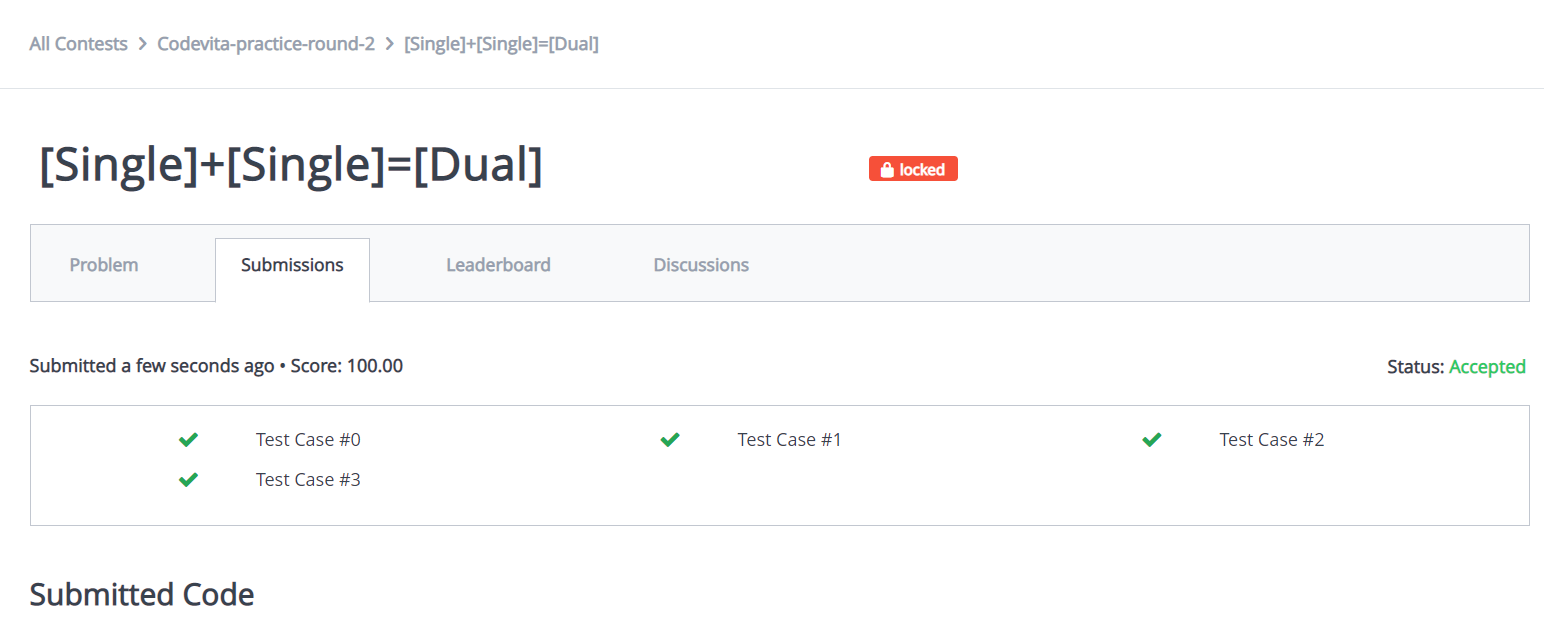 All Contests > Codevita-practice-round-2 > [Single]+[Single]=[Dual]
[Single]+[Single]=[Dual]
locked
Problem Submissions Leaderboard Discussions
Submitted a few seconds ago • Score: 100.00 Status: Accepted
Test Case #0 Test Case #1 Test Case #2
Test Case #3
Submitted Code